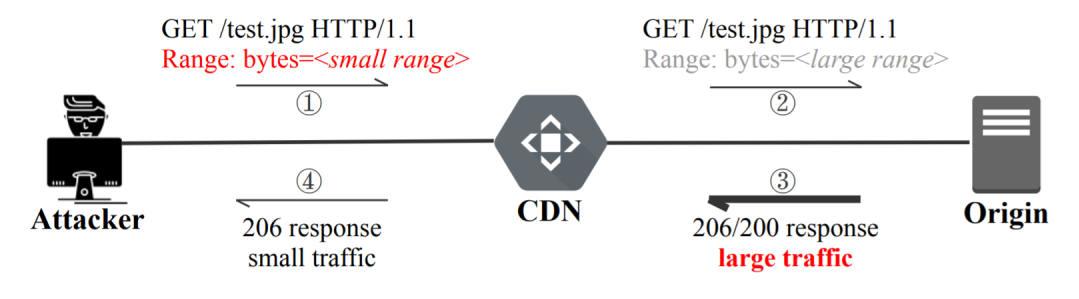 GET /test.jpg HTTP/1.1
Range: bytes=<small range>
①
GET /test.jpg HTTP/1.1
Range: bytes=<large range>
②
④
③
Attacker
CDN
Origin
206 response
small traffic
206/200 response
large traffic